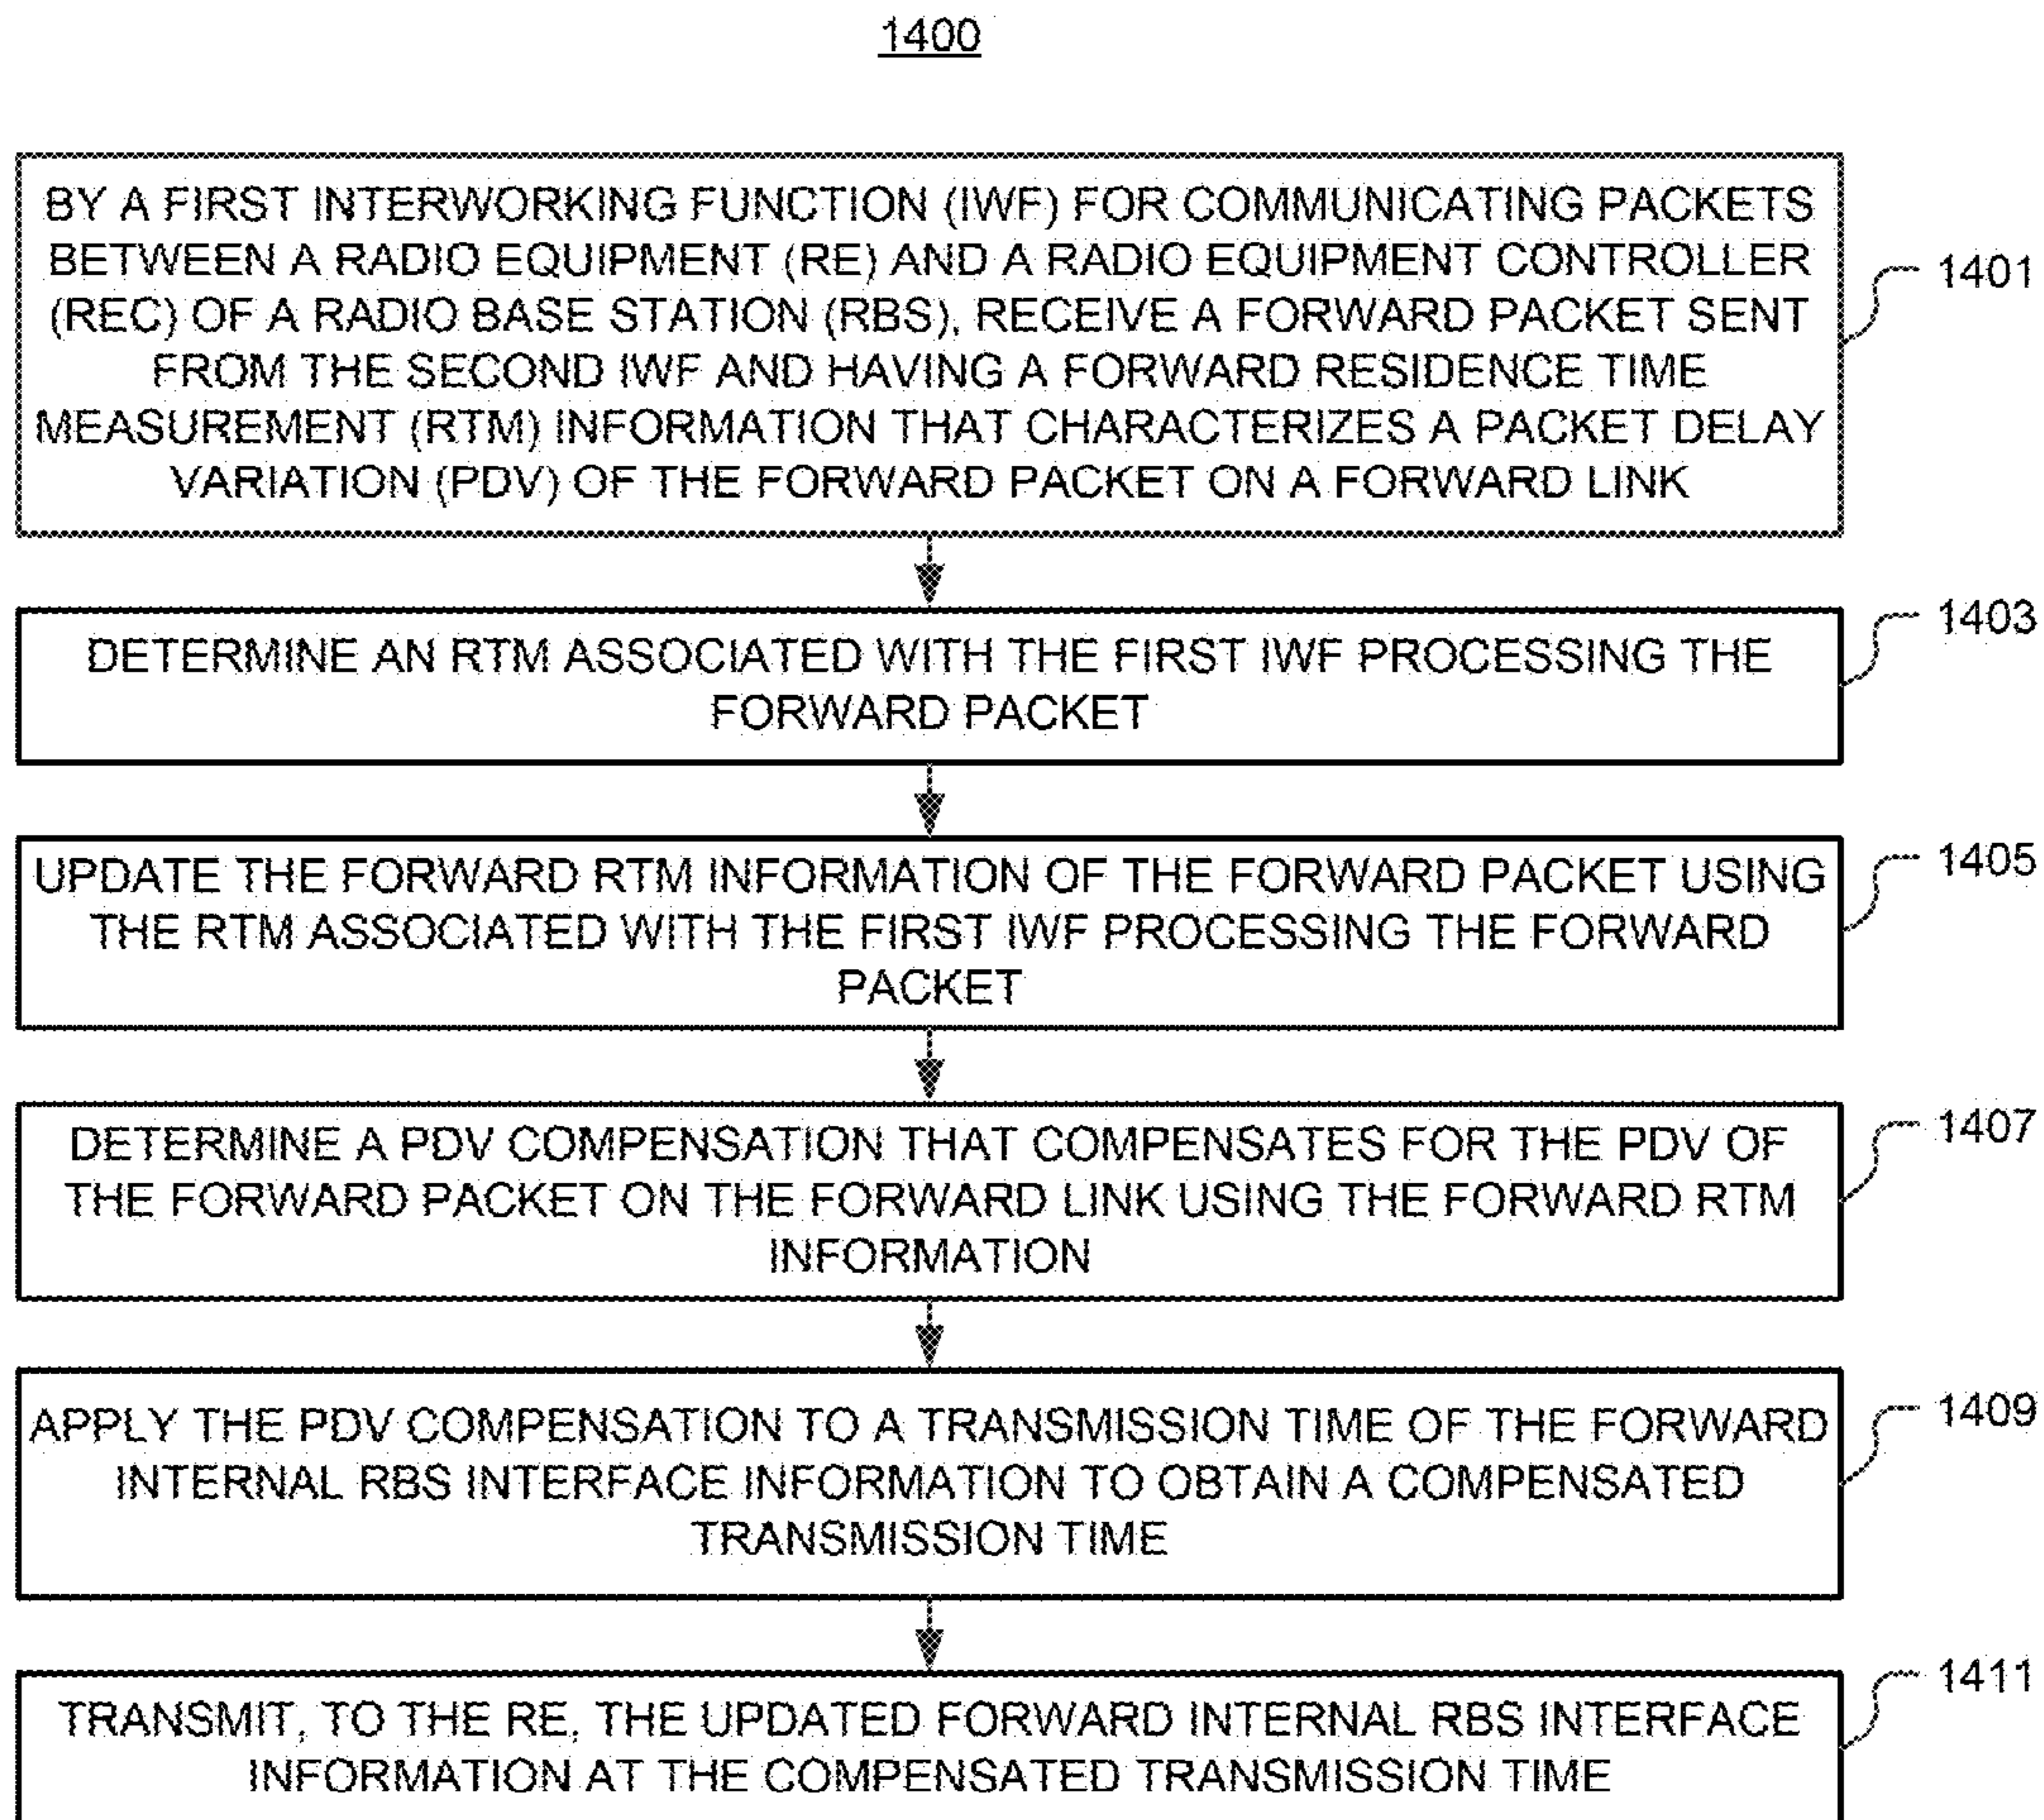 1400
BY A FIRST INTERWORKING FUNCTION (IWF) FOR COMMUNICATING PACKETS
BETWEEN A RADIO EQUIPMENT (RE) AND A RADIO EQUIPMENT CONTROLLER
(REC) OF A RADIO BASE STATION (RBS), RECEIVE A FORWARD PACKET SENT
FROM THE SECOND IWF AND HAVING A FORWARD RESIDENCE TIME
MEASUREMENT (RTM) INFORMATION THAT CHARACTERIZES A PACKET DELAY
VARIATION (PDV) OF THE FORWARD PACKET ON A FORWARD LINK
1401
DETERMINE AN RTM ASSOCIATED WITH THE FIRST IWF PROCESSING THE
FORWARD PACKET
1403
UPDATE THE FORWARD RTM INFORMATION OF THE FORWARD PACKET USING
THE RTM ASSOCIATED WITH THE FIRST IWF PROCESSING THE FORWARD
PACKET
1405
DETERMINE A PDV COMPENSATION THAT COMPENSATES FOR THE PDV OF
THE FORWARD PACKET ON THE FORWARD LINK USING THE FORWARD RTM
INFORMATION
1407
APPLY THE PDV COMPENSATION TO A TRANSMISSION TIME OF THE FORWARD
INTERNAL RBS INTERFACE INFORMATION TO OBTAIN A COMPENSATED
TRANSMISSION TIME
1409
TRANSMIT, TO THE RE, THE UPDATED FORWARD INTERNAL RBS INTERFACE
INFORMATION AT THE COMPENSATED TRANSMISSION TIME
1411